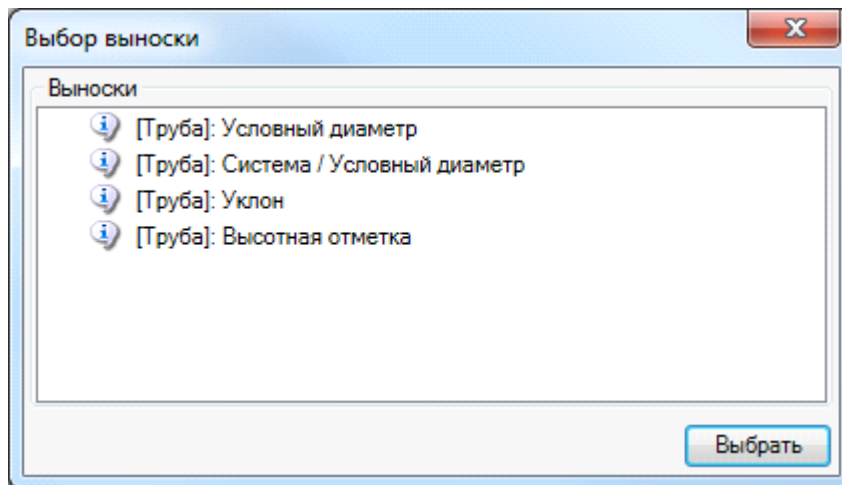 Выбор выноски
Выноски
[Труба]: Условный диаметр
[Труба]: Система / Условный диаметр
[Труба]: Уклон
[Труба]: Высотная отметка
Выбрать